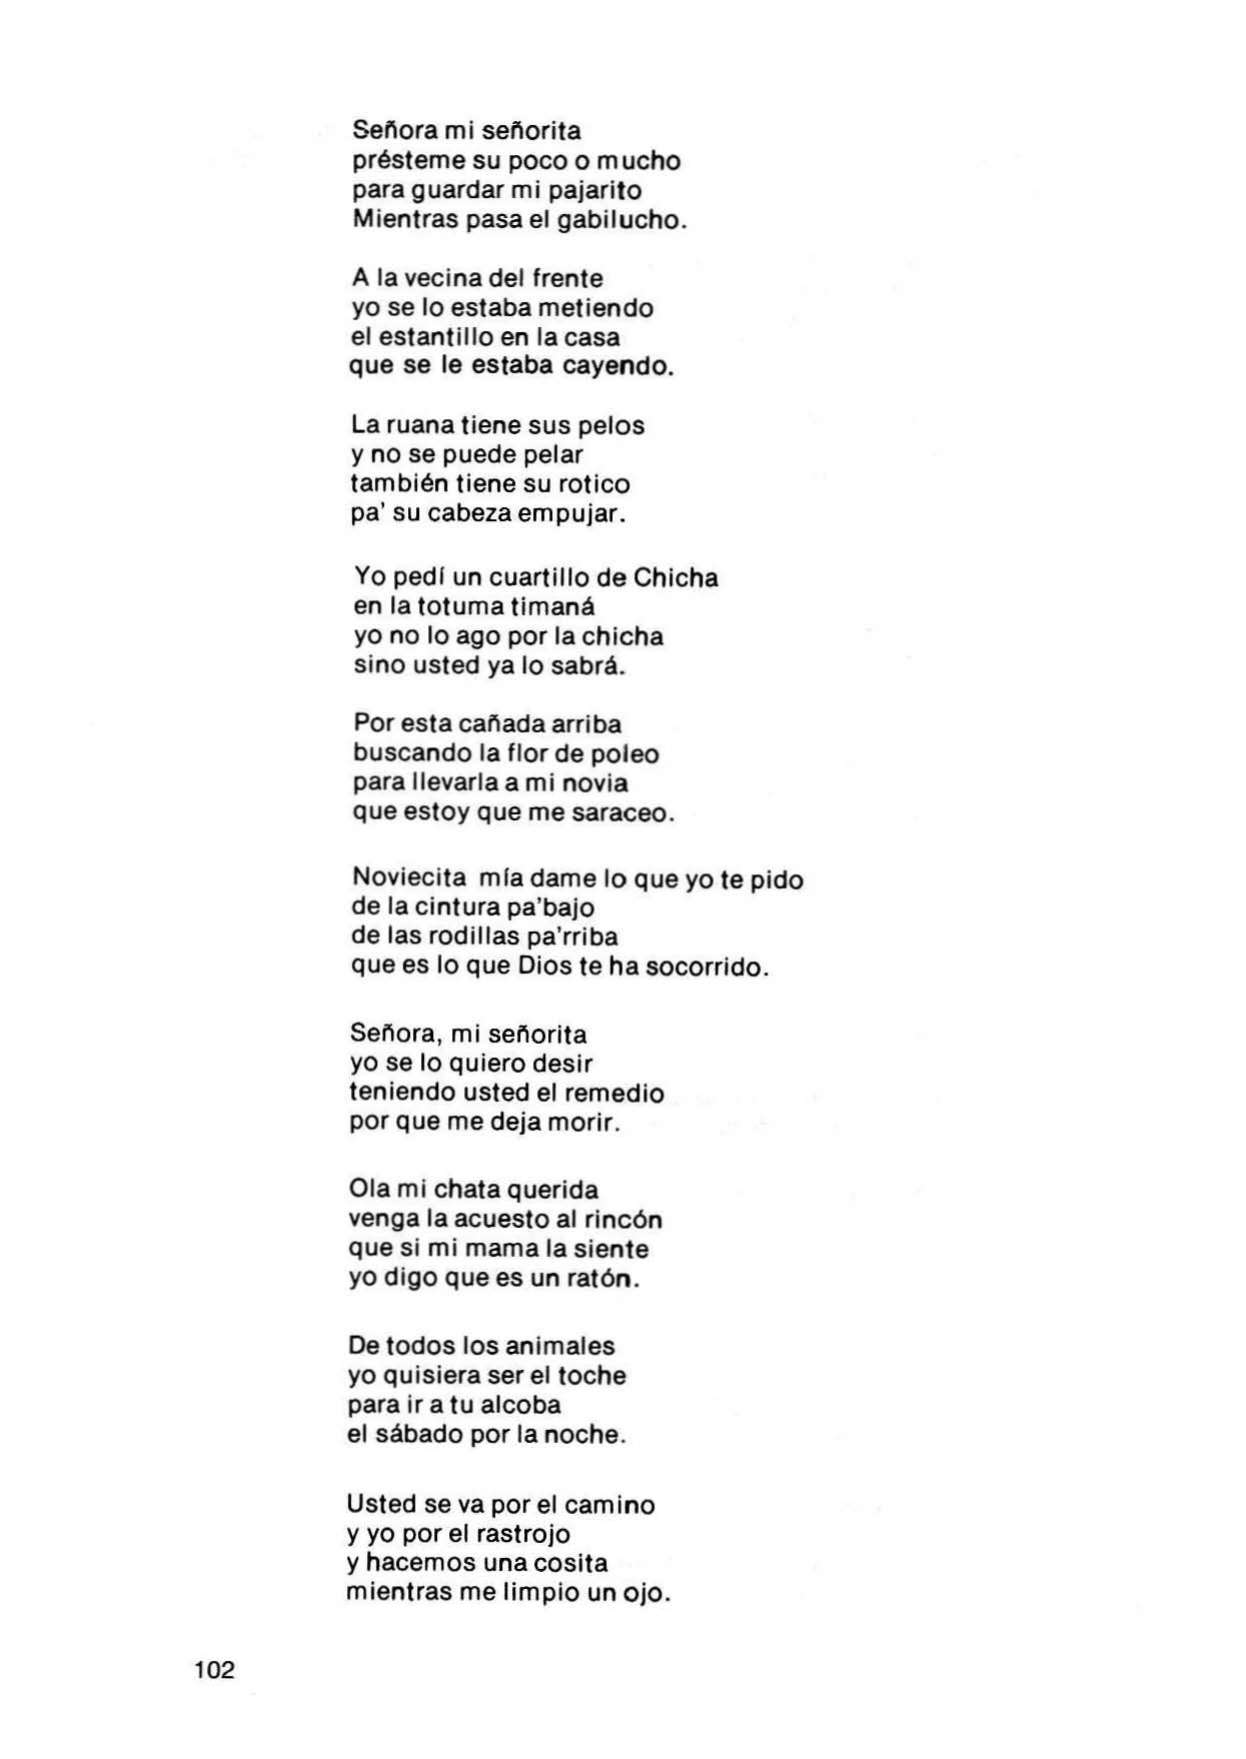 Señora mi señorita
présteme su poco o mucho
para guardar mi pajarito
Mientras pasa el gabilucho.

A la vecina del frente
yo se lo estaba metiendo
el estantillo en la casa
que se le estaba cayendo.

La ruana tiene sus pelos
y no se puede pelar
también tiene su rotico
pa' su cabeza empujar.

Yo pedí un cuartillo de Chicha
en la totuma timaná
yo no lo ago por la chicha
sino usted ya lo sabrá.

Por esta cañada arriba
buscando la flor de poleo
para llevarla a mi novia
que estoy que me saraceo.

Noviecita mía dame lo que yo te pido
de la cintura pa'bajo
de las rodillas pa'rriba
que es lo que Dios te ha socorrido.

Señora, mi señorita
yo se lo quiero desir
teniendo usted el remedio
por que me deja morir.

Ola mi chata querida
venga la acuesto al rincón
que si mi mama la siente
yo digo que es un ratón.

De todos los animales
yo quisiera ser el toche
para ir a tu alcoba
el sábado por la noche.

Usted se va por el camino
y yo por el rastrojo
y hacemos una cosita
mientras me limpio un ojo.

102